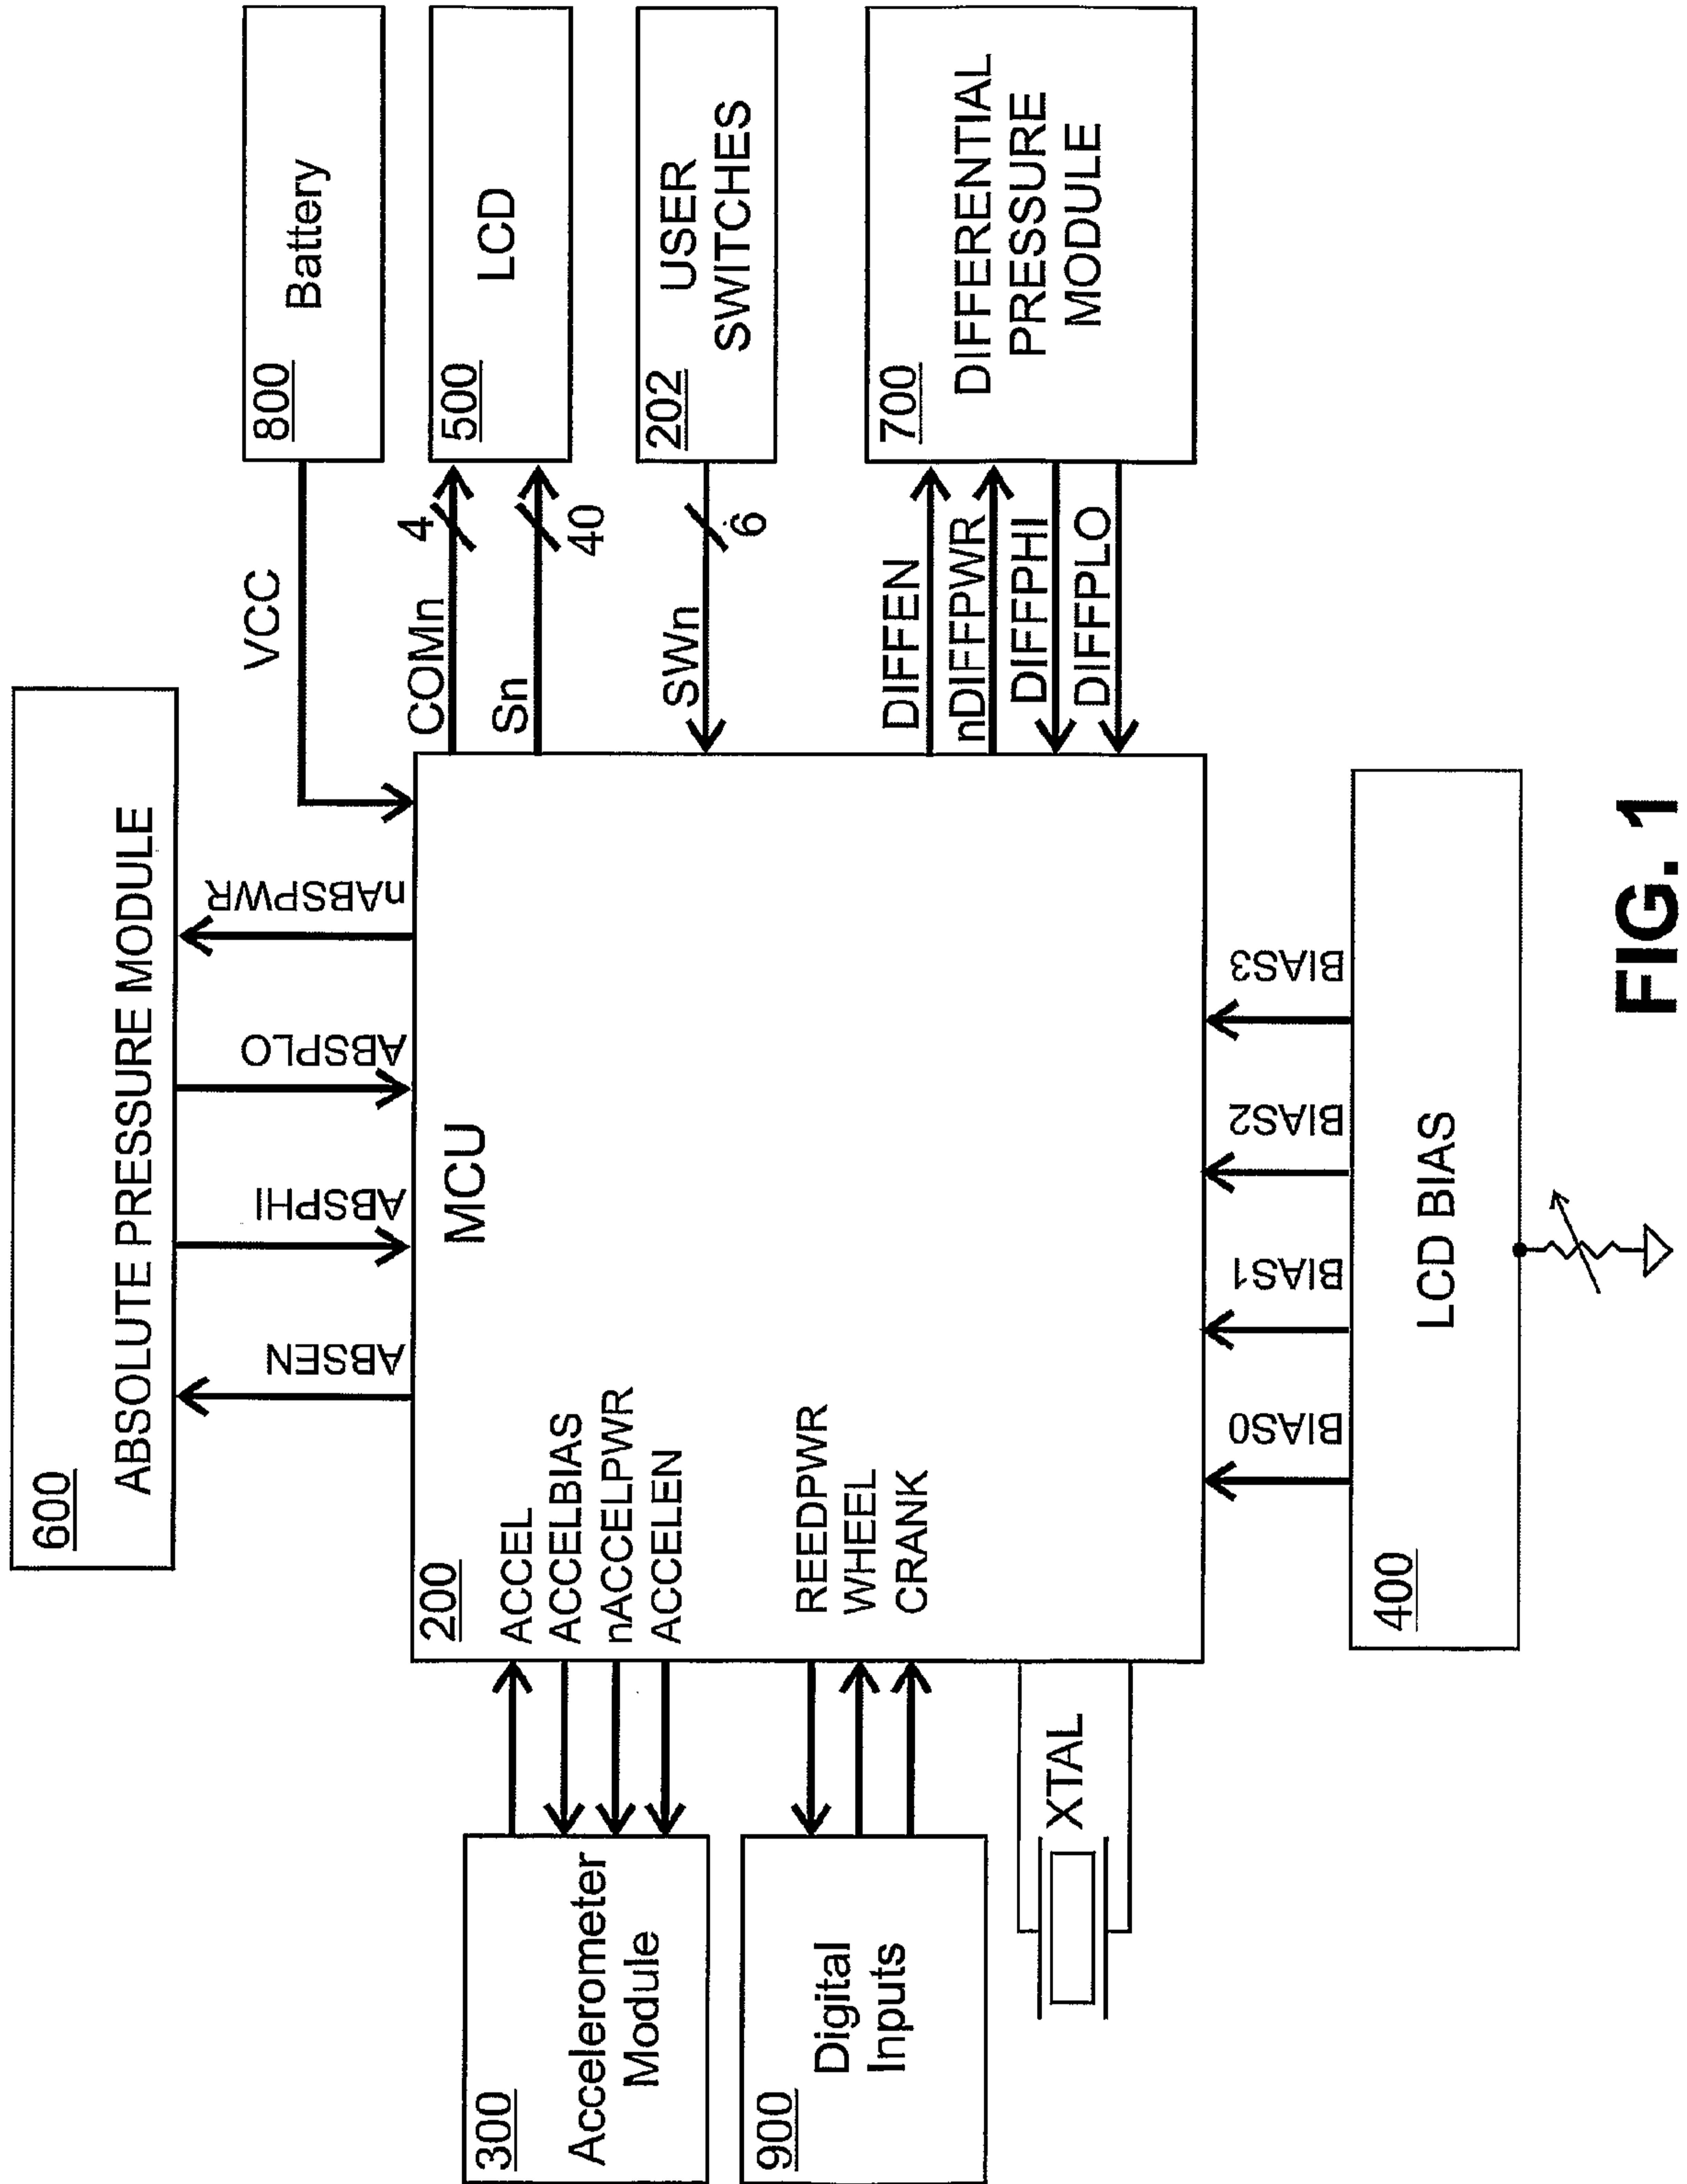 600
ABSOLUTE PRESSURE MODULE
ABSEN
ABSPHI
ABSPLO
nABSPWR
VCC
800
Battery
COMn
4
500
LCD
Sn
40
SWn
6
202
USER
SWITCHES
DIFFEN
nDIFFPWR
DIFFPHI
DIFFPLO
700
DIFFERENTIAL
PRESSURE
MODULE
200
MCU
ACCEL
ACCELBIAS
nACCELPWR
ACCELEN
REEDPWR
WHEEL
CRANK
300
Accelerometer
Module
900
Digital
Inputs
XTAL
BIAS0
BIAS1
BIAS2
BIAS3
400
LCD BIAS
FIG. 1